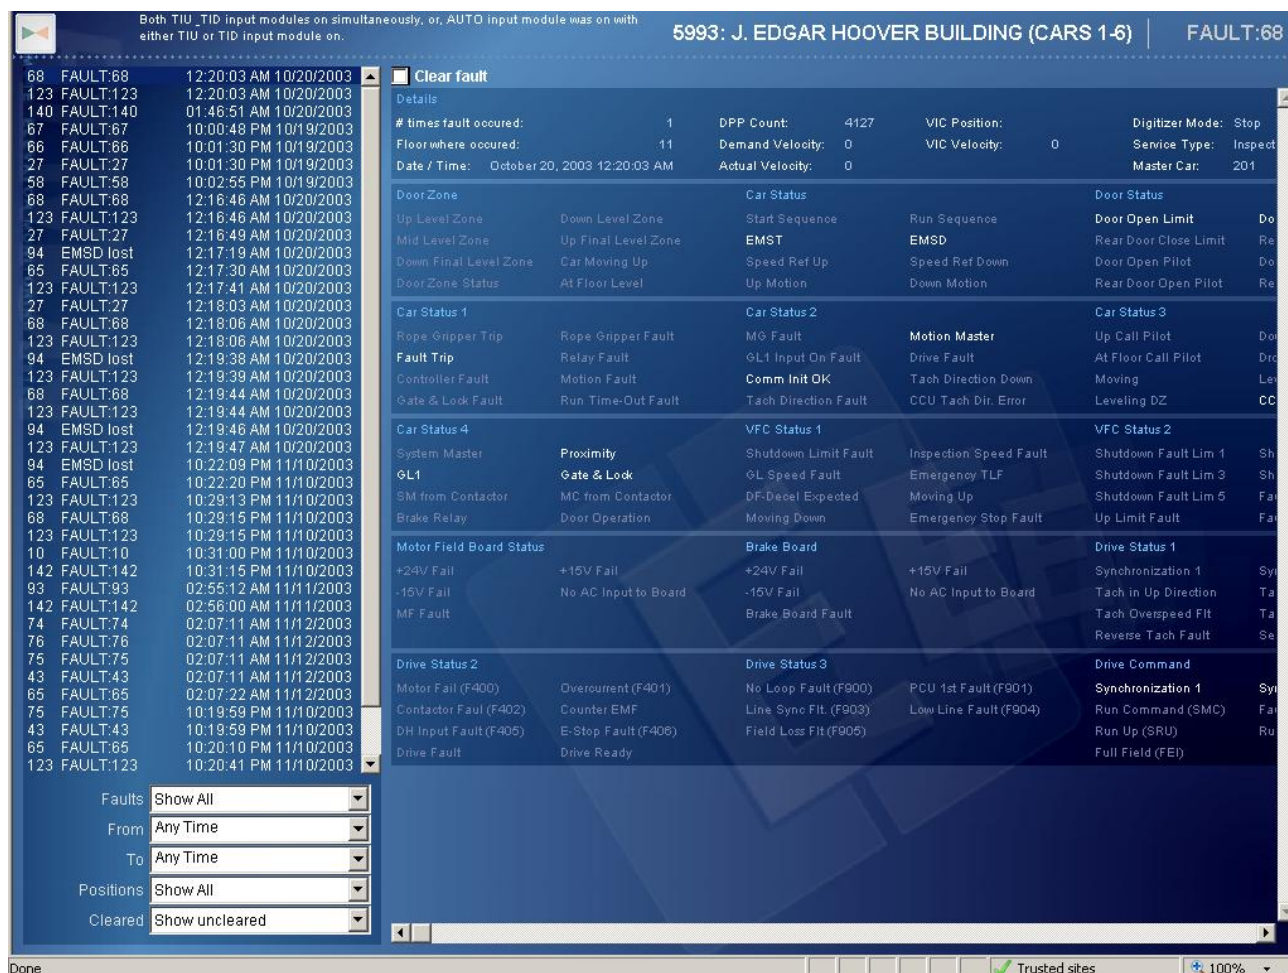 Both TIU _TID input modules on simultaneously, or, AUTO input module was on with
either TIU or TID input module on.
5993: J. EDGAR HOOVER BUILDING (CARS 1-6)
FAULT:68
68 FAULT:68 12:20:03 AM 10/20/2003
123 FAULT:123 12:20:03 AM 10/20/2003
140 FAULT:140 01:46:51 AM 10/20/2003
67 FAULT:67 10:00:48 PM 10/19/2003
66 FAULT:66 10:01:30 PM 10/19/2003
27 FAULT:27 10:01:30 PM 10/19/2003
58 FAULT:58 10:02:55 PM 10/19/2003
68 FAULT:68 12:16:46 AM 10/20/2003
123 FAULT:123 12:16:46 AM 10/20/2003
27 FAULT:27 12:16:49 AM 10/20/2003
94 EMSD lost 12:17:19 AM 10/20/2003
65 FAULT:65 12:17:30 AM 10/20/2003
123 FAULT:123 12:17:41 AM 10/20/2003
27 FAULT:27 12:18:03 AM 10/20/2003
68 FAULT:68 12:18:06 AM 10/20/2003
123 FAULT:123 12:18:06 AM 10/20/2003
94 EMSD lost 12:19:38 AM 10/20/2003
123 FAULT:123 12:19:39 AM 10/20/2003
68 FAULT:68 12:19:44 AM 10/20/2003
123 FAULT:123 12:19:44 AM 10/20/2003
94 EMSD lost 12:19:46 AM 10/20/2003
123 FAULT:123 12:19:47 AM 10/20/2003
94 EMSD lost 10:22:09 PM 11/10/2003
65 FAULT:65 10:22:20 PM 11/10/2003
123 FAULT:123 10:29:13 PM 11/10/2003
68 FAULT:68 10:29:15 PM 11/10/2003
123 FAULT:123 10:29:15 PM 11/10/2003
10 FAULT:10 10:31:00 PM 11/10/2003
142 FAULT:142 10:31:15 PM 11/10/2003
93 FAULT:93 02:55:12 AM 11/11/2003
142 FAULT:142 02:56:00 AM 11/11/2003
74 FAULT:74 02:07:11 AM 11/12/2003
76 FAULT:76 02:07:11 AM 11/12/2003
75 FAULT:75 02:07:11 AM 11/12/2003
43 FAULT:43 02:07:11 AM 11/12/2003
65 FAULT:65 02:07:22 AM 11/12/2003
75 FAULT:75 10:19:59 PM 11/10/2003
43 FAULT:43 10:19:59 PM 11/10/2003
65 FAULT:65 10:20:10 PM 11/10/2003
123 FAULT:123 10:20:41 PM 11/10/2003
Faults Show All
From Any Time
To Any Time
Positions Show All
Cleared Show uncleared
Clear fault
Details
# times fault occured: 1 DPP Count: 4127 VIC Position: Digitizer Mode: Stop
Floor where occured: 11 Demand Velocity: 0 VIC Velocity: 0 Service Type: Inspect
Date / Time: October 20, 2003 12:20:03 AM Actual Velocity: 0 Master Car: 201
Door Zone Car Status Door Status
Up Level Zone Down Level Zone Start Sequence Run Sequence Door Open Limit Do
Mid Level Zone Up Final Level Zone EMST EMSD Rear Door Close Limit Re
Down Final Level Zone Car Moving Up Speed Ref Up Speed Ref Down Door Open Pilot Do
Door Zone Status At Floor Level Up Motion Down Motion Rear Door Open Pilot Re
Car Status 1 Car Status 2 Car Status 3
Rope Gripper Trip Rope Gripper Fault MG Fault Motion Master Up Call Pilot Do
Fault Trip Relay Fault GL1 Input On Fault Drive Fault At Floor Call Pilot Dro
Controller Fault Motion Fault Comm Init OK Tach Direction Down Moving Lev
Gate & Lock Fault Run Time-Out Fault Tach Direction Fault CCU Tach Dir. Error Leveling DZ CC
Car Status 4 VFC Status 1 VFC Status 2
System Master Proximity Shutdown Limit Fault Inspection Speed Fault Shutdown Fault Lim 1 Sh
GL1 Gate & Lock GL Speed Fault Emergency TLF Shutdown Fault Lim 3 Sh
SM from Contactor MC from Contactor DF-Decel Expected Moving Up Shutdown Fault Lim 5 Fa
Brake Relay Door Operation Moving Down Emergency Stop Fault Up Limit Fault Fa
Motor Field Board Status Brake Board Drive Status 1
+24V Fail +15V Fail +24V Fail +15V Fail Synchronization 1 Syn
-15V Fail No AC Input to Board -15V Fail No AC Input to Board Tach in Up Direction Ta
MF Fault Brake Board Fault Tach Overspeed Flt Ta
Reverse Tach Fault Se
Drive Status 2 Drive Status 3 Drive Command
Motor Fail (F400) Overcurrent (F401) No Loop Fault (F900) PCU 1st Fault (F901) Synchronization 1 Syn
Contactor Faul (F402) Counter EMF Line Sync Flt. (F903) Low Line Fault (F904) Run Command (SMC) Fa
DH Input Fault (F405) E-Stop Fault (F406) Field Loss Flt (F905) Run Up (SRU) Ru
Drive Fault Drive Ready Full Field (FEI)
Done Trusted sites 100%